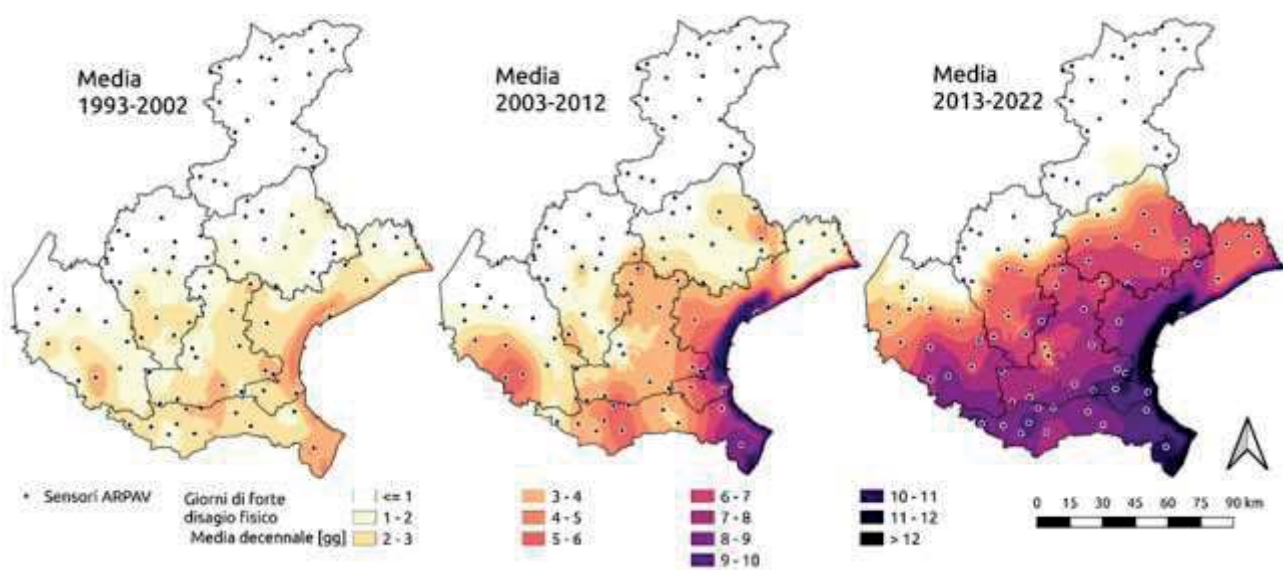 Media
1993-2002
Media
2003-2012
Media
2013-2022
Sensori ARPAV
Giorni di forte
disagio fisico
Media decennale [gg]
<= 1
1 - 2
2 - 3
3 - 4
4 - 5
5 - 6
6 - 7
7 - 8
8 - 9
9 - 10
10 - 11
11 - 12
> 12
0 15 30 45 60 75 90 km